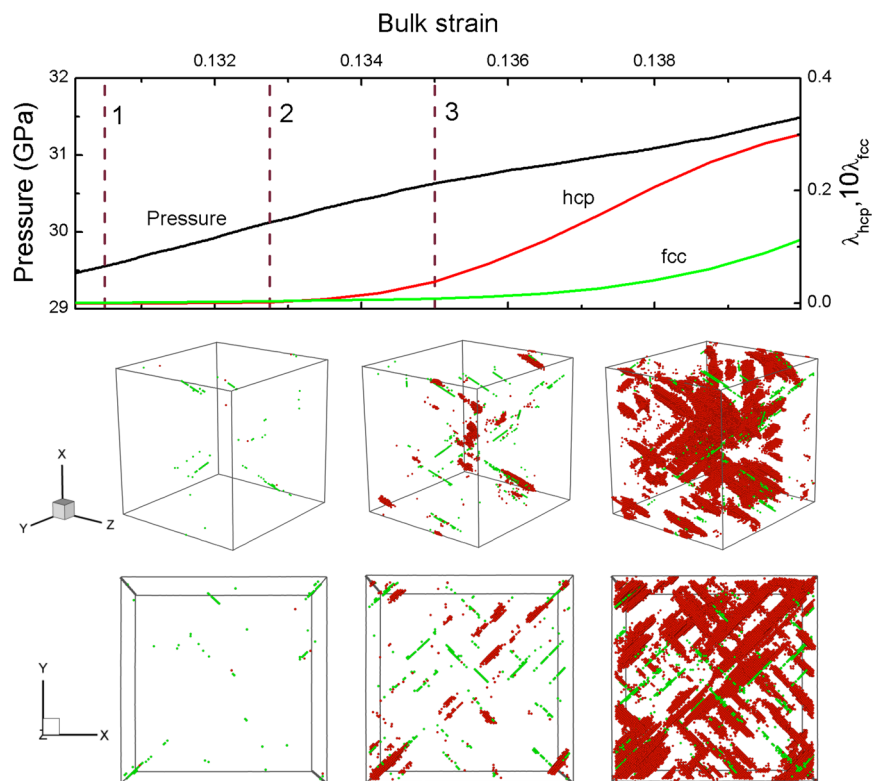 Bulk strain
0.132 0.134 0.136 0.138
32
31
30
29
Pressure (GPa)
1
2
3
Pressure
hcp
fcc
0.4
0.2
0.0
λhcp,10λfcc
X
Y
Z
Y
Z
X